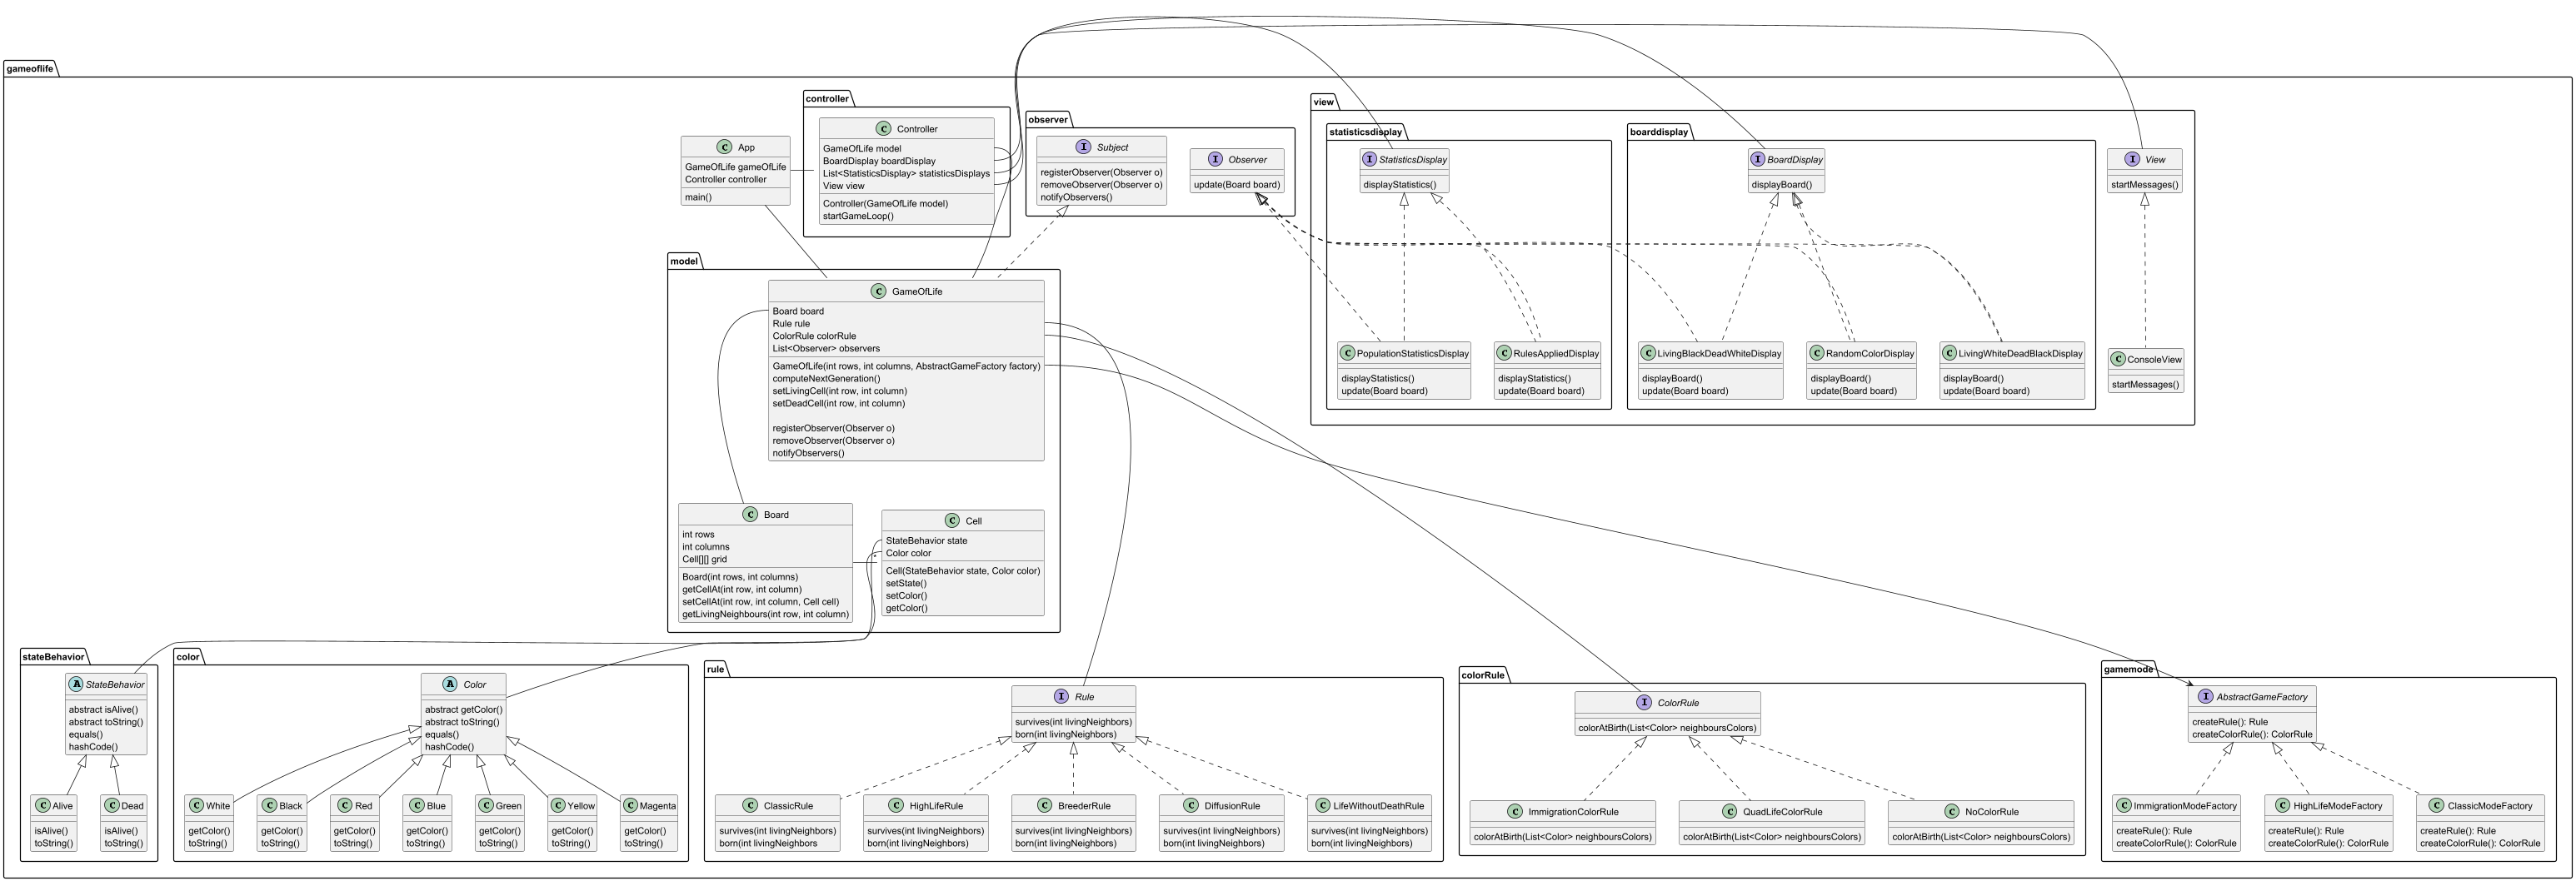 gameoflife
controller
C Controller
GameOfLife model
BoardDisplay boardDisplay
List<StatisticsDisplay> statisticsDisplays
View view
Controller(GameOfLife model)
startGameLoop()
C App
GameOfLife gameOfLife
Controller controller
main()
observer
I Subject
registerObserver(Observer o)
removeObserver(Observer o)
notifyObservers()
I Observer
update(Board board)
view
statisticsdisplay
I StatisticsDisplay
displayStatistics()
C PopulationStatisticsDisplay
displayStatistics()
update(Board board)
C RulesAppliedDisplay
displayStatistics()
update(Board board)
boarddisplay
I BoardDisplay
displayBoard()
C LivingBlackDeadWhiteDisplay
displayBoard()
update(Board board)
C RandomColorDisplay
displayBoard()
update(Board board)
C LivingWhiteDeadBlackDisplay
displayBoard()
update(Board board)
I View
startMessages()
C ConsoleView
startMessages()
model
C GameOfLife
Board board
Rule rule
ColorRule colorRule
List<Observer> observers
GameOfLife(int rows, int columns, AbstractGameFactory factory)
computeNextGeneration()
setLivingCell(int row, int column)
setDeadCell(int row, int column)
registerObserver(Observer o)
removeObserver(Observer o)
notifyObservers()
C Board
int rows
int columns
Cell[][] grid
Board(int rows, int columns)
getCellAt(int row, int column)
setCellAt(int row, int column, Cell cell)
getLivingNeighbours(int row, int column)
*
C Cell
StateBehavior state
Color color
Cell(StateBehavior state, Color color)
setState()
setColor()
getColor()
stateBehavior
A StateBehavior
abstract isAlive()
abstract toString()
equals()
hashCode()
C Alive
isAlive()
toString()
C Dead
isAlive()
toString()
color
A Color
abstract getColor()
abstract toString()
equals()
hashCode()
C White
getColor()
toString()
C Black
getColor()
toString()
C Red
getColor()
toString()
C Blue
getColor()
toString()
C Green
getColor()
toString()
C Yellow
getColor()
toString()
C Magenta
getColor()
toString()
rule
I Rule
survives(int livingNeighbors)
born(int livingNeighbors)
C ClassicRule
survives(int livingNeighbors)
born(int livingNeighbors
C HighLifeRule
survives(int livingNeighbors)
born(int livingNeighbors)
C BreederRule
survives(int livingNeighbors)
born(int livingNeighbors)
C DiffusionRule
survives(int livingNeighbors)
born(int livingNeighbors)
C LifeWithoutDeathRule
survives(int livingNeighbors)
born(int livingNeighbors)
colorRule
I ColorRule
colorAtBirth(List<Color> neighboursColors)
C ImmigrationColorRule
colorAtBirth(List<Color> neighboursColors)
C QuadLifeColorRule
colorAtBirth(List<Color> neighboursColors)
C NoColorRule
colorAtBirth(List<Color> neighboursColors)
gamemode
I AbstractGameFactory
createRule(): Rule
createColorRule(): ColorRule
C ImmigrationModeFactory
createRule(): Rule
createColorRule(): ColorRule
C HighLifeModeFactory
createRule(): Rule
createColorRule(): ColorRule
C ClassicModeFactory
createRule(): Rule
createColorRule(): ColorRule